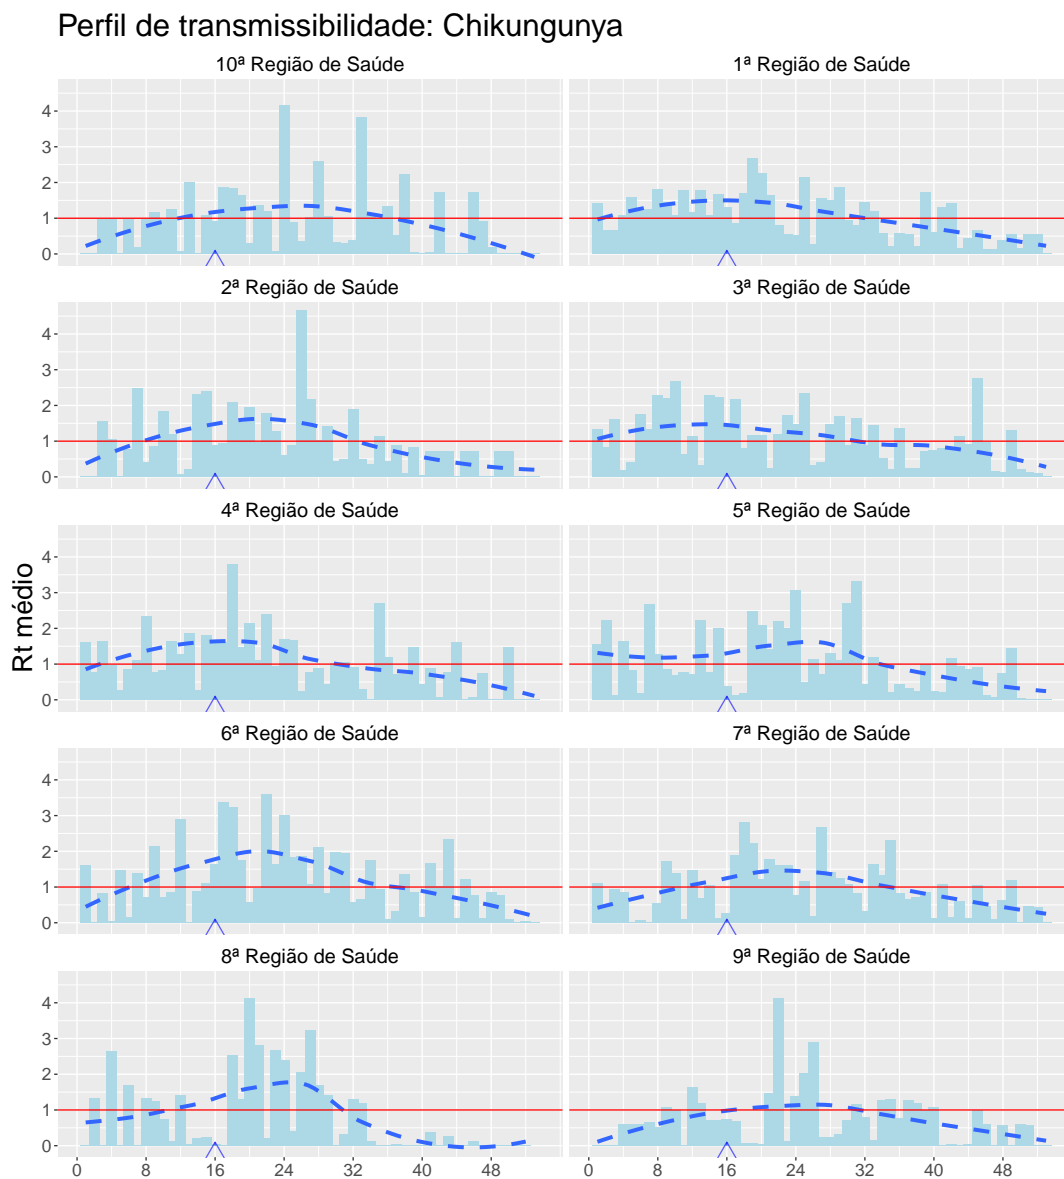 Perfil de transmissibilidade: Chikungunya
10ª Região de Saúde
1ª Região de Saúde
4
3
2
1
0
2ª Região de Saúde
3ª Região de Saúde
4
3
2
1
0
4ª Região de Saúde
5ª Região de Saúde
4
3
2
1
0
Rt médio
6ª Região de Saúde
7ª Região de Saúde
4
3
2
1
0
8ª Região de Saúde
9ª Região de Saúde
4
3
2
1
0
0 8 16 24 32 40 48 0 8 16 24 32 40 48